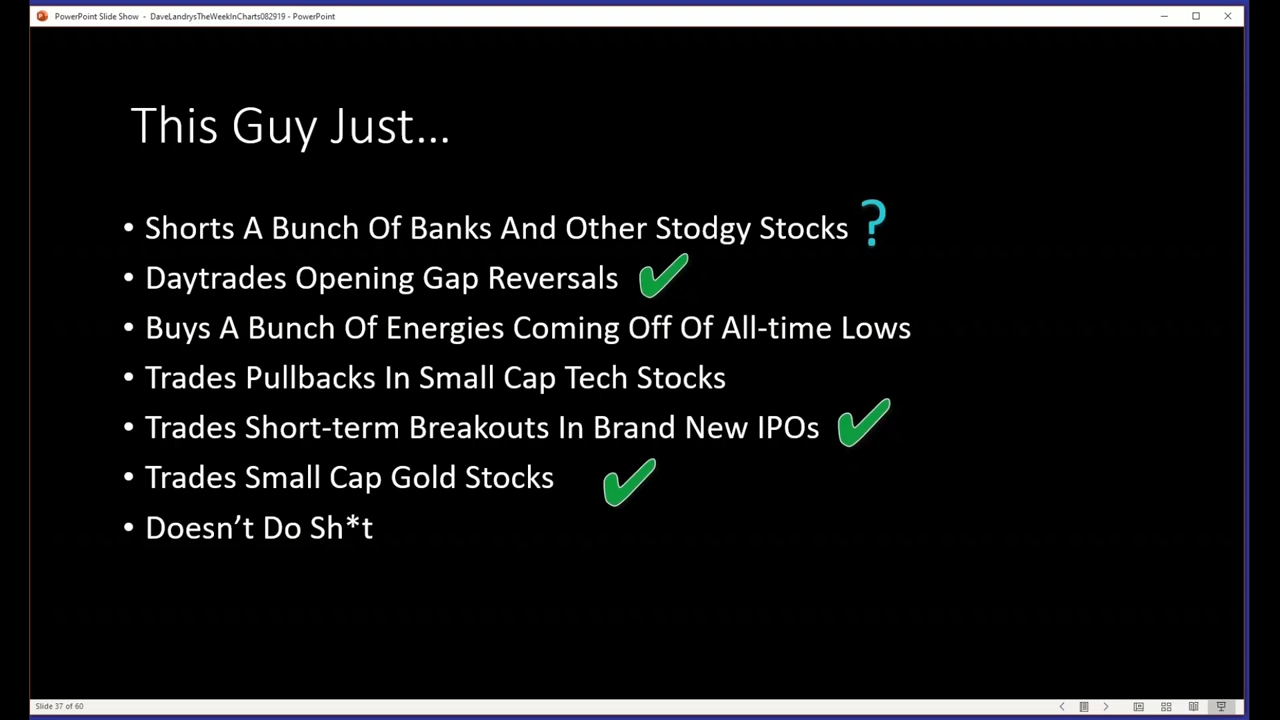 PowerPoint Slide Show - DaveLandrysTheWeekInCharts082919 - PowerPoint
This Guy Just...
• Shorts A Bunch Of Banks And Other Stodgy Stocks ?
• Daytrades Opening Gap Reversals ✔
• Buys A Bunch Of Energies Coming Off Of All-time Lows
• Trades Pullbacks In Small Cap Tech Stocks
• Trades Short-term Breakouts In Brand New IPOs ✔
• Trades Small Cap Gold Stocks ✔
• Doesn’t Do Sh*t
Slide 37 of 60